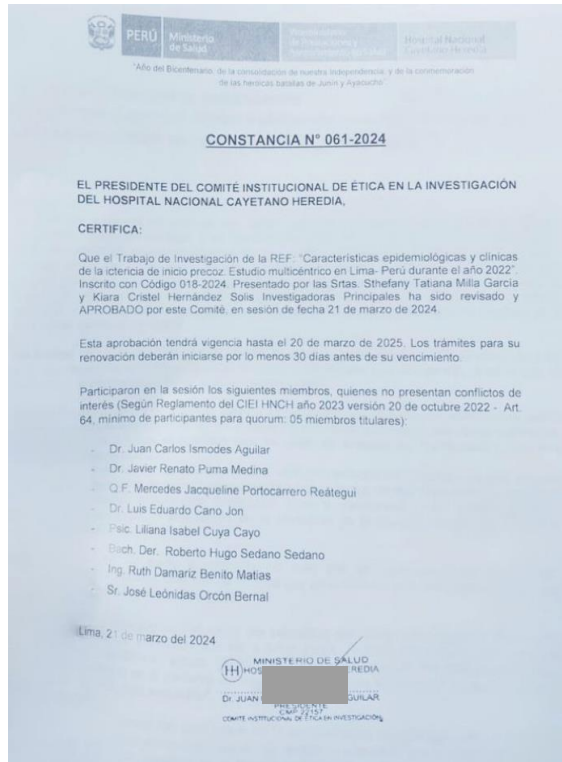 PERÚ
Ministerio
de Salud
Hospital Nacional
Cayetano Heredia
"Año del Bicentenario, de la consolidación de nuestra Independencia, y de la conmemoración
de las heroicas batallas de Junín y Ayacucho"
CONSTANCIA N° 061-2024
EL PRESIDENTE DEL COMITÉ INSTITUCIONAL DE ÉTICA EN LA INVESTIGACIÓN
DEL HOSPITAL NACIONAL CAYETANO HEREDIA,
CERTIFICA:
Que el Trabajo de Investigación de la REF: "Características epidemiológicas y clínicas
de la ictericia de inicio precoz. Estudio multicéntrico en Lima- Perú durante el año 2022".
Inscrito con Código 018-2024. Presentado por las Srtas. Sthefany Tatiana Milla García
y Kiara Cristel Hernández Solis Investigadoras Principales ha sido revisado y
APROBADO por este Comité, en sesión de fecha 21 de marzo de 2024.
Esta aprobación tendrá vigencia hasta el 20 de marzo de 2025. Los trámites para su
renovación deberán iniciarse por lo menos 30 días antes de su vencimiento.
Participaron en la sesión los siguientes miembros, quienes no presentan conflictos de
interés (Según Reglamento del CIEI HNCH año 2023 versión 20 de octubre 2022 - Art.
64, mínimo de participantes para quorum: 05 miembros titulares):
- Dr. Juan Carlos Ismodes Aguilar
- Dr. Javier Renato Puma Medina
- Q.F. Mercedes Jacqueline Portocarrero Reátegui
- Dr. Luis Eduardo Cano Jon
- Psic. Liliana Isabel Cuya Cayo
- Bach. Der. Roberto Hugo Sedano Sedano
- Ing. Ruth Damariz Benito Matias
- Sr. José Leónidas Orcón Bernal
Lima, 21 de marzo del 2024
MINISTERIO DE SALUD
HH HOS EREDIA
Dr. JUAN GUILAR
PRESIDENTE
CMP 22157
COMITÉ INSTITUCIONAL DE ÉTICA EN INVESTIGACIÓN